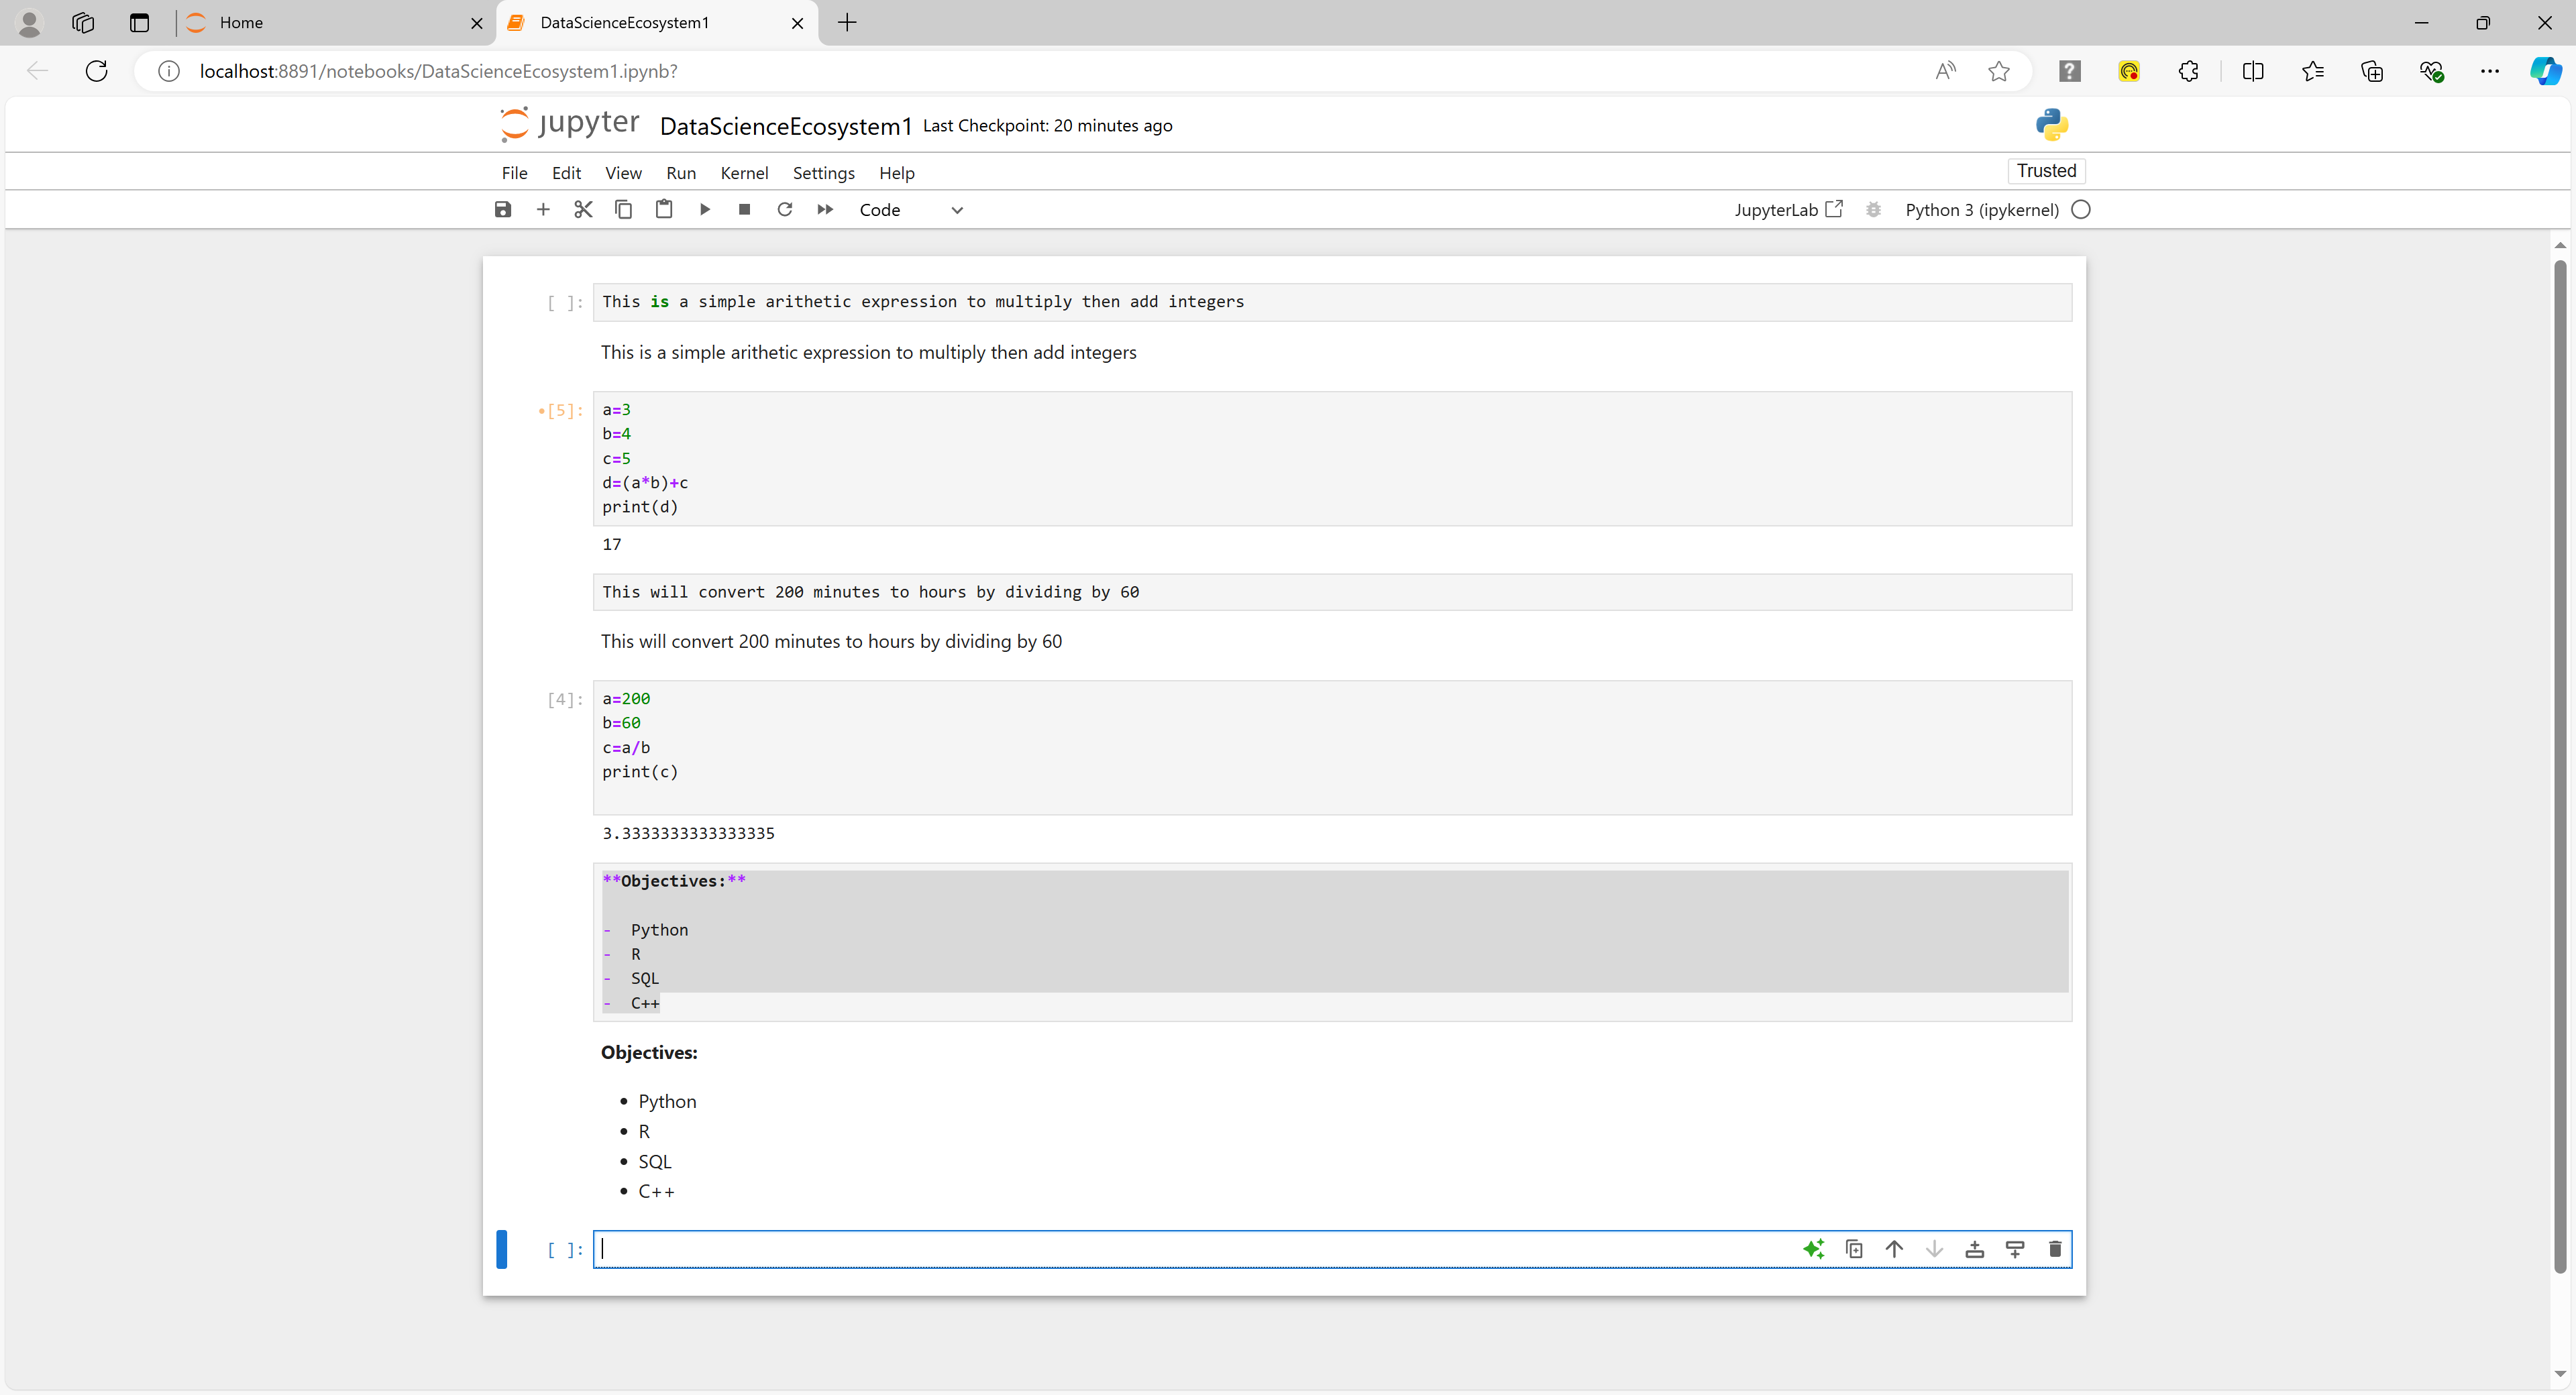 Home
DataScienceEcosystem1
localhost:8891/notebooks/DataScienceEcosystem1.ipynb?
jupyter DataScienceEcosystem1 Last Checkpoint: 20 minutes ago
File Edit View Run Kernel Settings Help
Trusted
Code
JupyterLab
Python 3 (ipykernel)
[ ]: This is a simple arithetic expression to multiply then add integers
This is a simple arithetic expression to multiply then add integers
•[5]: a=3
b=4
c=5
d=(a*b)+c
print(d)
17
This will convert 200 minutes to hours by dividing by 60
This will convert 200 minutes to hours by dividing by 60
[4]: a=200
b=60
c=a/b
print(c)
3.3333333333333335
**Objectives:**
- Python
- R
- SQL
- C++
Objectives:
• Python
• R
• SQL
• C++
[ ]: